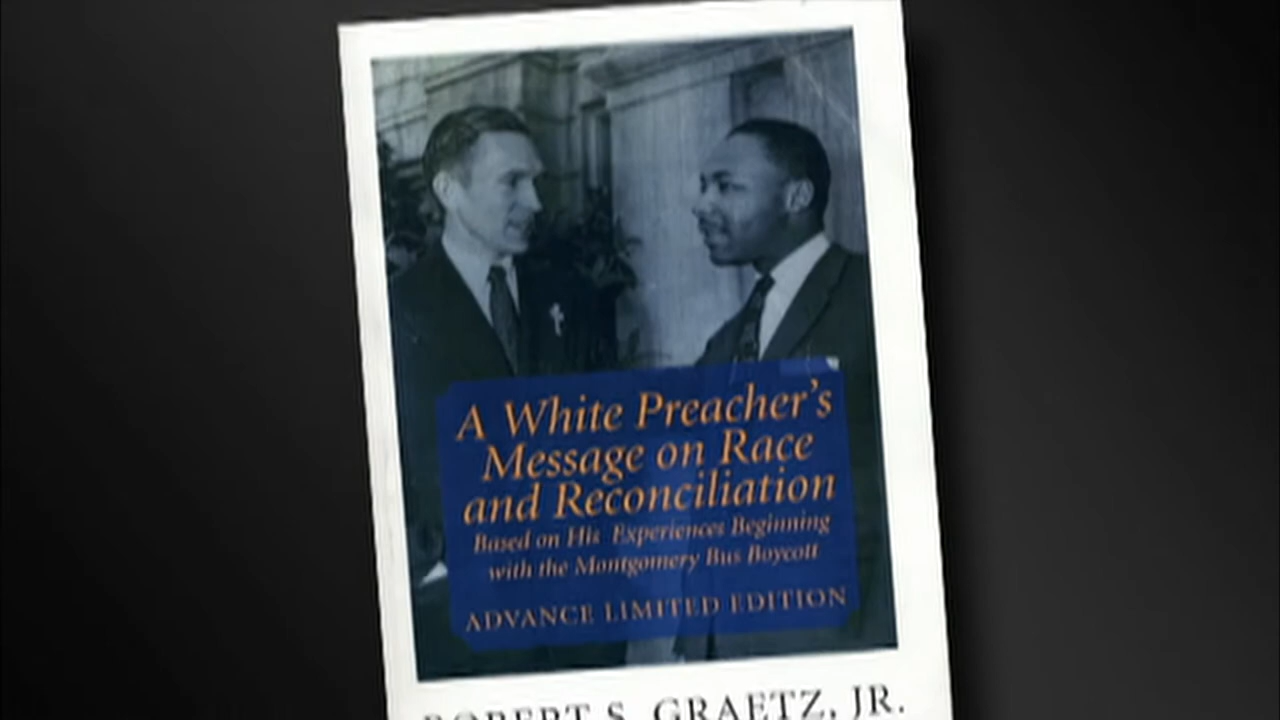 A White Preacher's
Message on Race
and Reconciliation
Based on His Experiences Beginning
with the Montgomery Bus Boycott
ADVANCE LIMITED EDITION
ROBERT S. GRAETZ, JR.